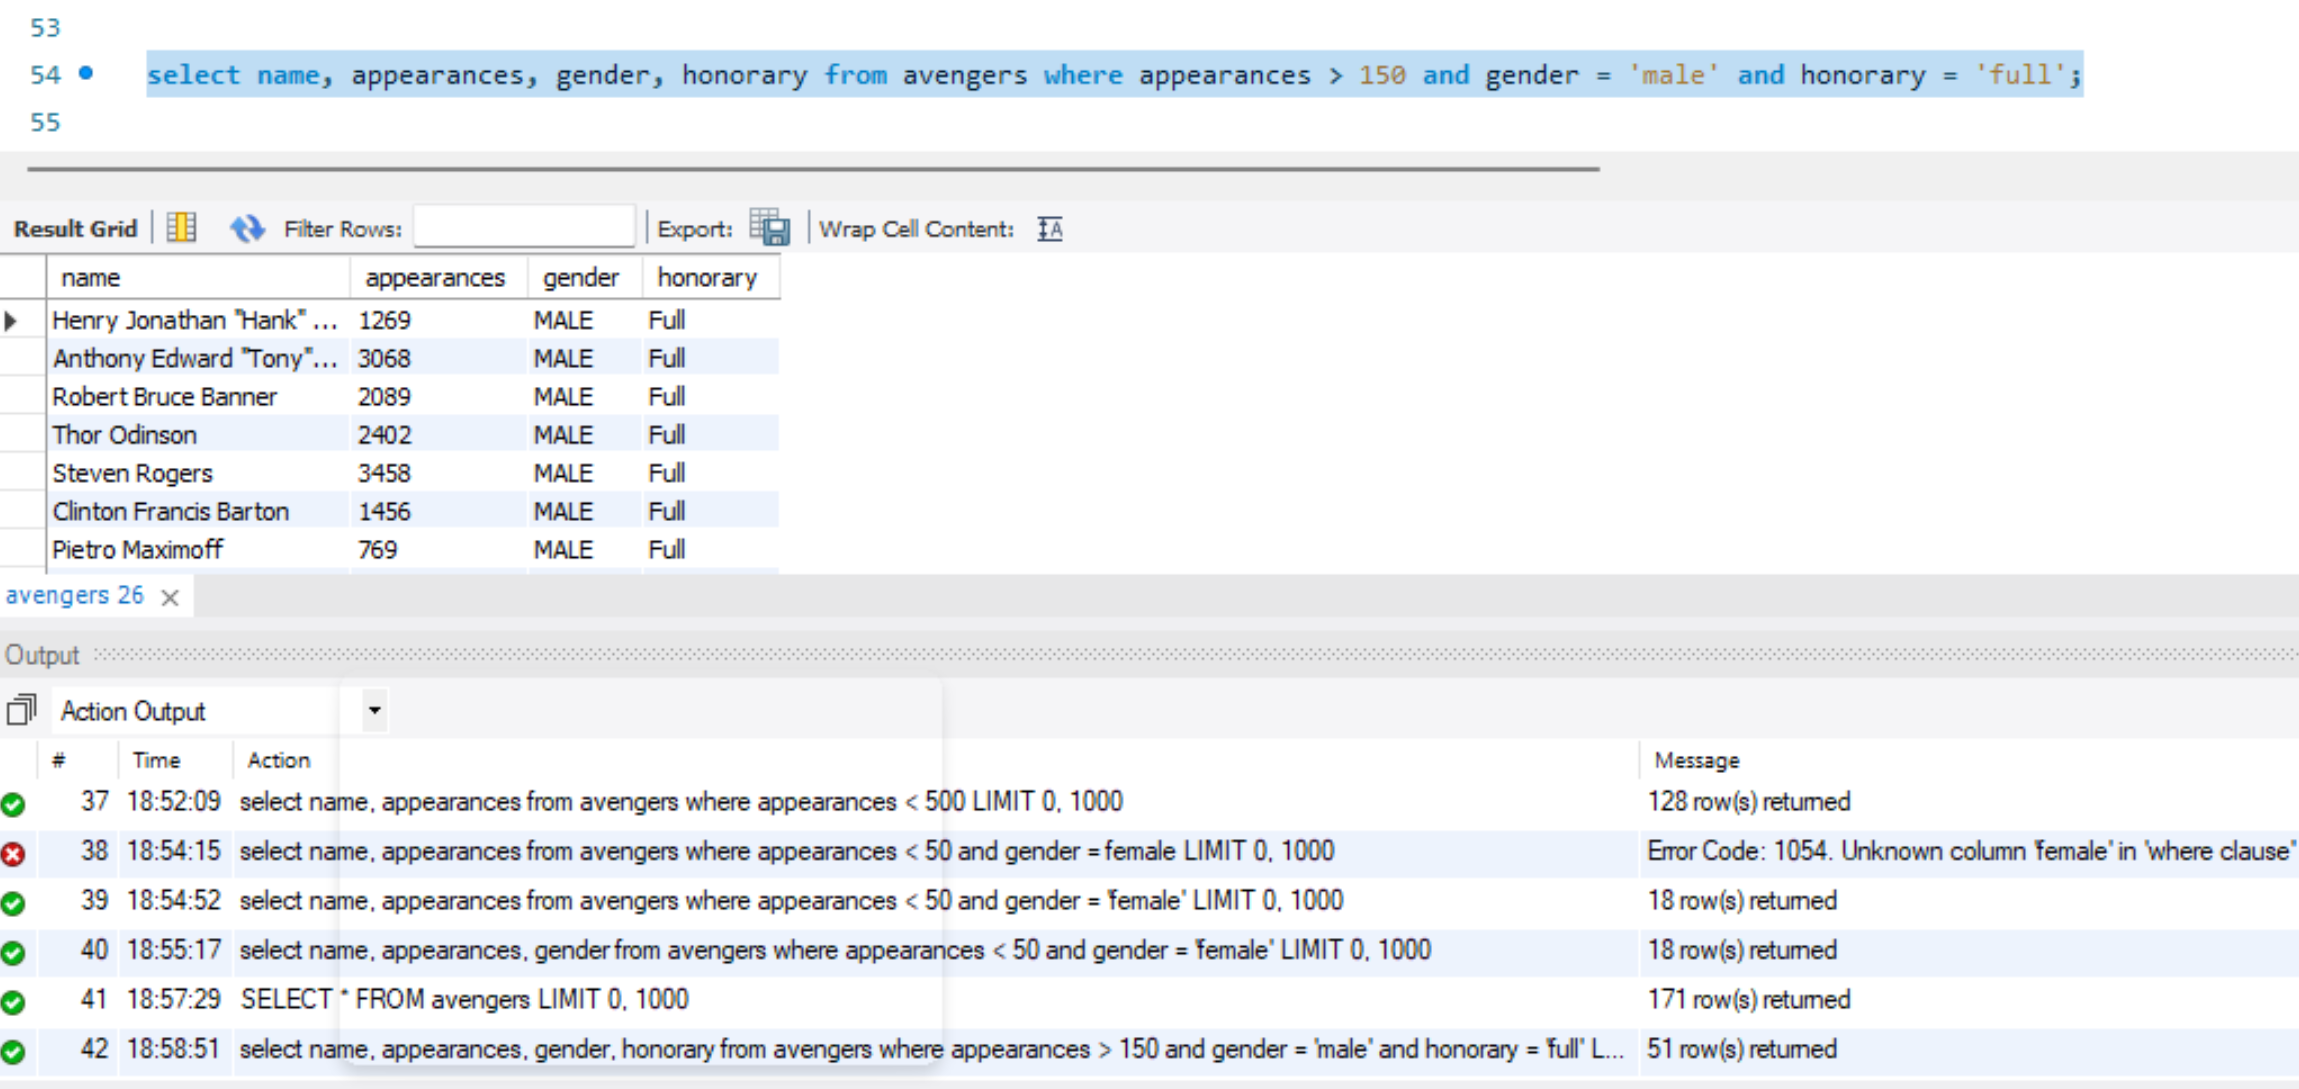 53
54 select name, appearances, gender, honorary from avengers where appearances > 150 and gender = 'male' and honorary = 'full';
55
Result Grid Filter Rows: Export: Wrap Cell Content: IA
name appearances gender honorary
Henry Jonathan "Hank" ... 1269 MALE Full
Anthony Edward "Tony"... 3068 MALE Full
Robert Bruce Banner 2089 MALE Full
Thor Odinson 2402 MALE Full
Steven Rogers 3458 MALE Full
Clinton Francis Barton 1456 MALE Full
Pietro Maximoff 769 MALE Full
avengers 26 ×
Output
Action Output
# Time Action Message
37 18:52:09 select name, appearances from avengers where appearances < 500 LIMIT 0, 1000 128 row(s) returned
38 18:54:15 select name, appearances from avengers where appearances < 50 and gender = female LIMIT 0, 1000 Error Code: 1054. Unknown column 'female' in 'where clause'
39 18:54:52 select name, appearances from avengers where appearances < 50 and gender = 'female' LIMIT 0, 1000 18 row(s) returned
40 18:55:17 select name, appearances, gender from avengers where appearances < 50 and gender = 'female' LIMIT 0, 1000 18 row(s) returned
41 18:57:29 SELECT * FROM avengers LIMIT 0, 1000 171 row(s) returned
42 18:58:51 select name, appearances, gender, honorary from avengers where appearances > 150 and gender = 'male' and honorary = 'full' L... 51 row(s) returned